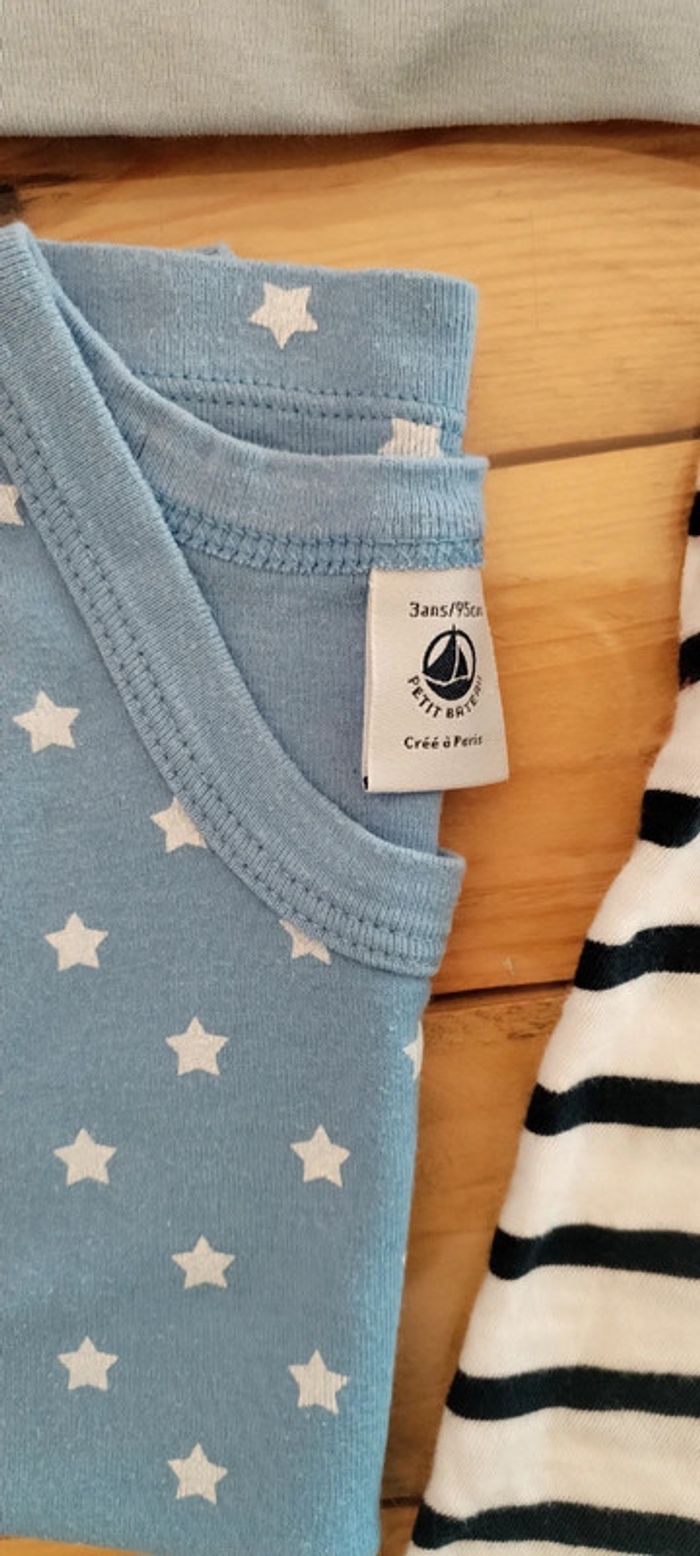 3ans/95cm
PETIT BATEAU
Créé à Paris